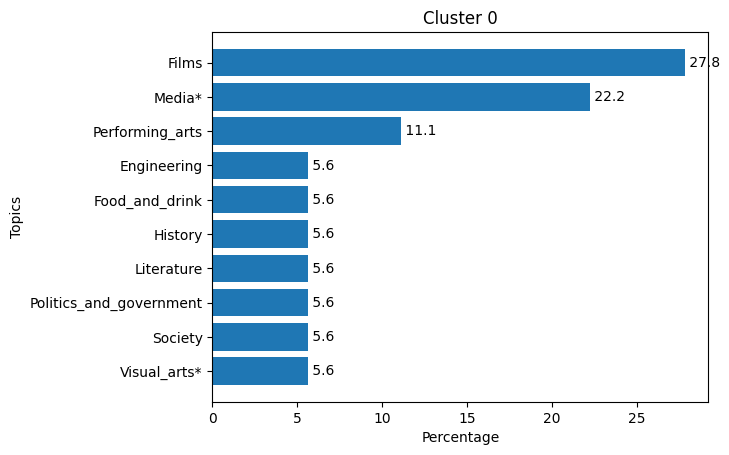 Cluster 0
Films 27.8
Media* 22.2
Performing_arts 11.1
Engineering 5.6
Food_and_drink 5.6
History 5.6
Literature 5.6
Politics_and_government 5.6
Society 5.6
Visual_arts* 5.6
Topics
0 5 10 15 20 25
Percentage